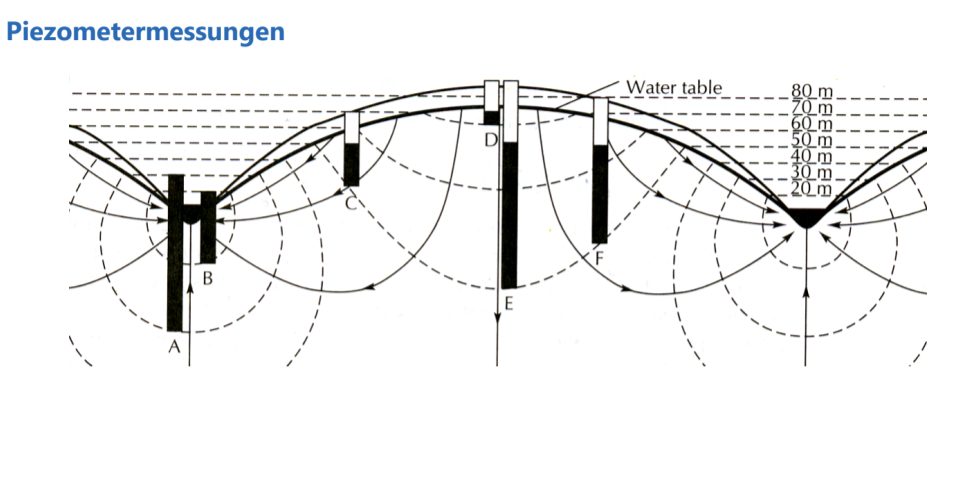 Piezometermessungen
Water table
80 m
70 m
60 m
50 m
40 m
30 m
20 m
D
C
B
F
E
A